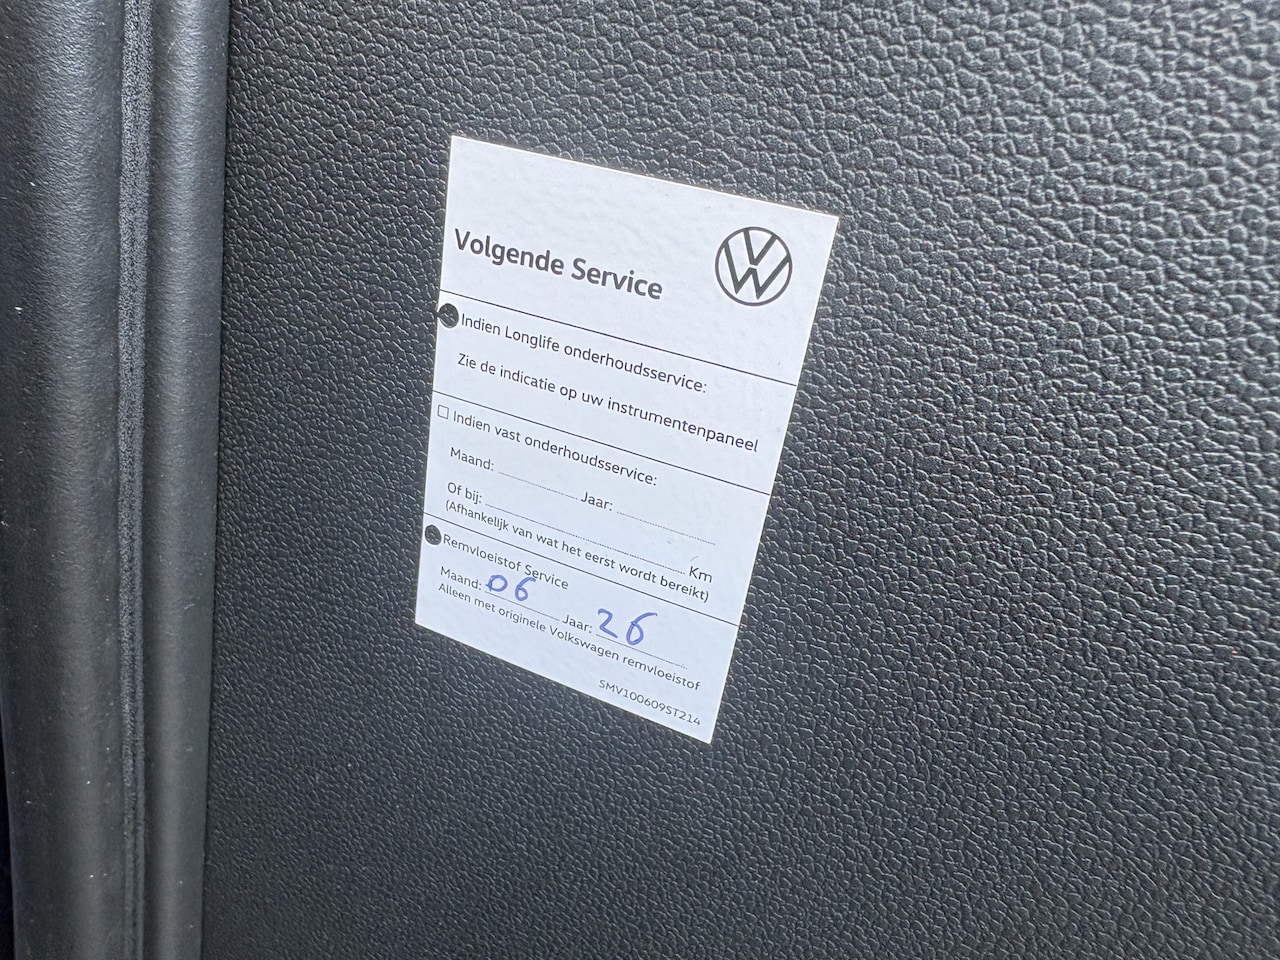 Volgende Service
Indien Longlife onderhoudsservice:
Zie de indicatie op uw instrumentenpaneel
Indien vast onderhoudsservice:
Maand: Jaar:
Of bij: Km
(Afhankelijk van wat het eerst wordt bereikt)
Remvloeistof Service
Maand: 06 Jaar: 26
Alleen met originele Volkswagen remvloeistof
SMV100609ST214